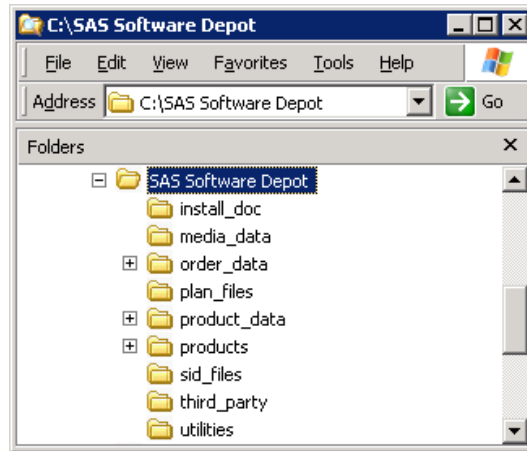 C:\SAS Software Depot
File Edit View Favorites Tools Help
Address C:\SAS Software Depot Go
Folders
SAS Software Depot
install_doc
media_data
order_data
plan_files
product_data
products
sid_files
third_party
utilities